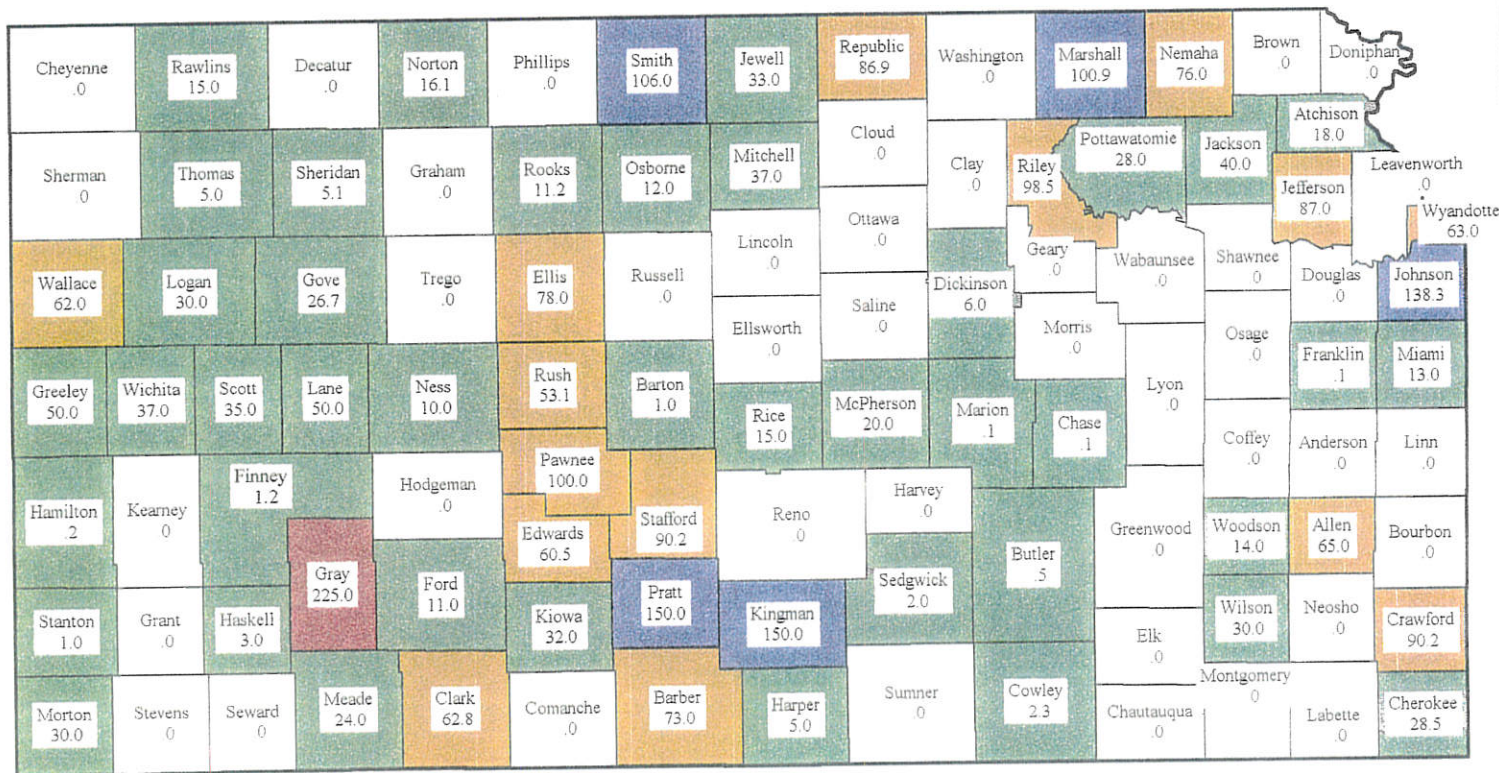 Cheyenne
.0
Rawlins
15.0
Decatur
.0
Norton
16.1
Phillips
.0
Smith
106.0
Jewell
33.0
Republic
86.9
Washington
.0
Marshall
100.9
Nemaha
76.0
Brown
.0
Doniphan
.0
Atchison
18.0
Sherman
.0
Thomas
5.0
Sheridan
5.1
Graham
.0
Rooks
11.2
Osborne
12.0
Mitchell
37.0
Cloud
.0
Clay
.0
Riley
98.5
Pottawatomie
28.0
Jackson
40.0
Jefferson
87.0
Leavenworth
.0
Wyandotte
63.0
Wallace
62.0
Logan
30.0
Gove
26.7
Trego
.0
Ellis
78.0
Russell
.0
Lincoln
.0
Ottawa
.0
Saline
.0
Dickinson
6.0
Geary
.0
Wabaunsee
.0
Shawnee
.0
Douglas
.0
Johnson
138.3
Ellsworth
.0
Morris
.0
Osage
.0
Franklin
.1
Miami
13.0
Greeley
50.0
Wichita
37.0
Scott
35.0
Lane
50.0
Ness
10.0
Rush
53.1
Barton
1.0
Rice
15.0
McPherson
20.0
Marion
.1
Chase
.1
Lyon
.0
Coffey
.0
Anderson
.0
Linn
.0
Hamilton
.2
Kearney
.0
Finney
1.2
Hodgeman
.0
Pawnee
100.0
Edwards
60.5
Stafford
90.2
Reno
.0
Harvey
.0
Butler
.5
Greenwood
.0
Woodson
14.0
Allen
65.0
Bourbon
.0
Gray
225.0
Ford
11.0
Kiowa
32.0
Pratt
150.0
Kingman
150.0
Sedgwick
2.0
Stanton
1.0
Grant
.0
Haskell
3.0
Elk
.0
Wilson
30.0
Neosho
.0
Crawford
90.2
Morton
30.0
Stevens
.0
Seward
.0
Meade
24.0
Clark
62.8
Comanche
.0
Barber
73.0
Harper
5.0
Sumner
.0
Cowley
2.3
Chautauqua
.0
Montgomery
.0
Labette
.0
Cherokee
28.5